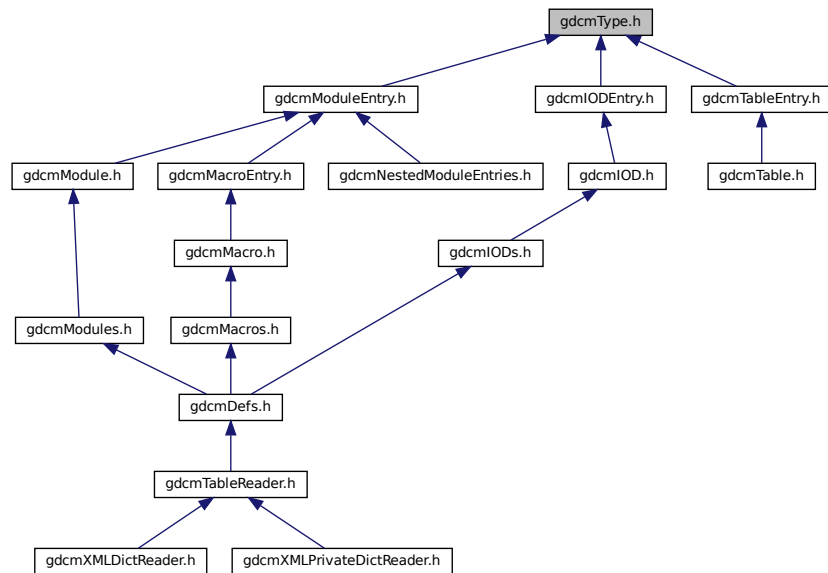 gdcmType.h
gdcmModuleEntry.h
gdcmIODEntry.h
gdcmTableEntry.h
gdcmModule.h
gdcmMacroEntry.h
gdcmNestedModuleEntries.h
gdcmIOD.h
gdcmTable.h
gdcmMacro.h
gdcmIODs.h
gdcmModules.h
gdcmMacros.h
gdcmDefs.h
gdcmTableReader.h
gdcmXMLDictReader.h
gdcmXMLPrivateDictReader.h